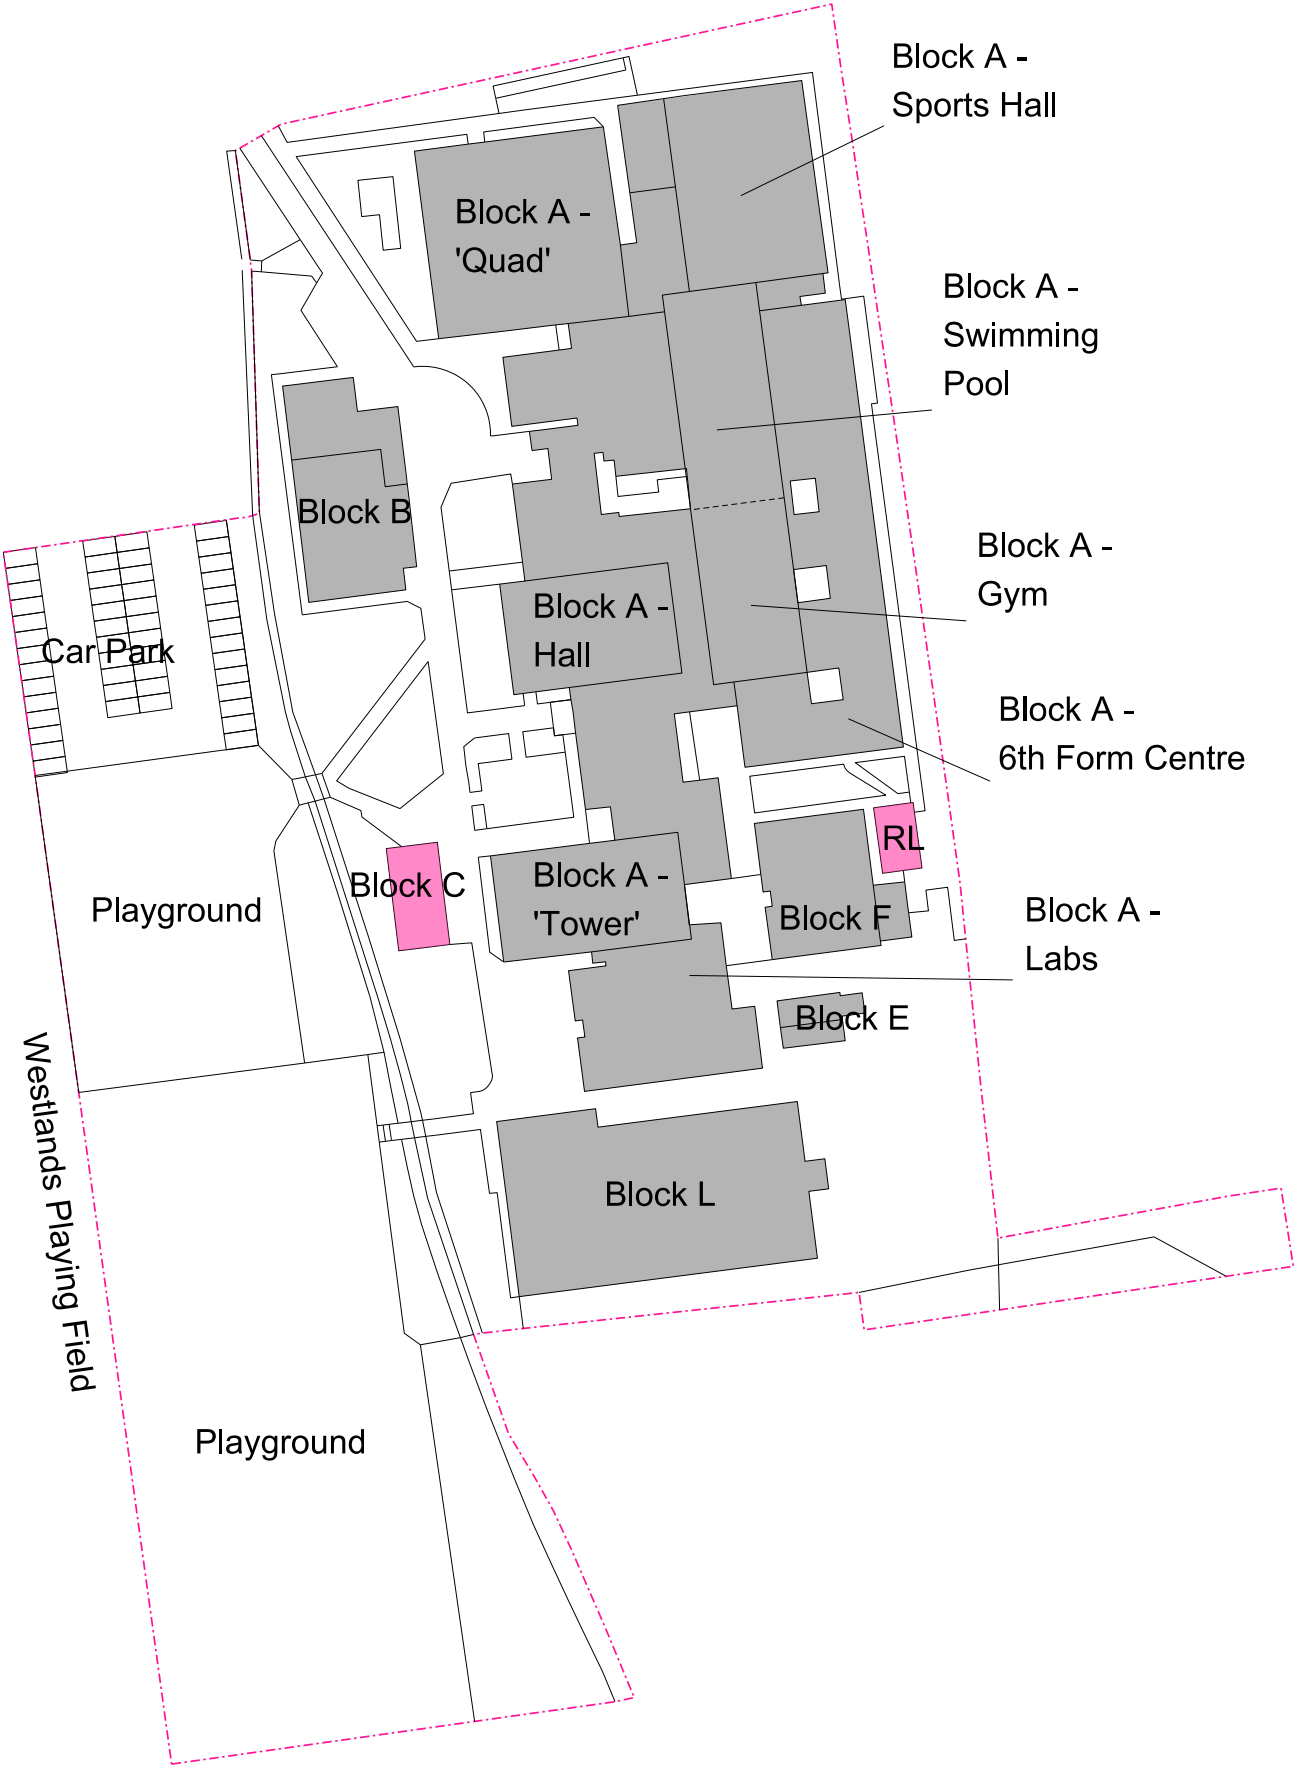 Block A -
Sports Hall
Block A -
'Quad'
Block A -
Swimming
Pool
Block B
Block A -
Gym
Block A -
Hall
Car Park
Block A -
6th Form Centre
RL
Block C
Block A -
'Tower'
Playground
Block F
Block A -
Labs
Block E
Westlands Playing Field
Block L
Playground